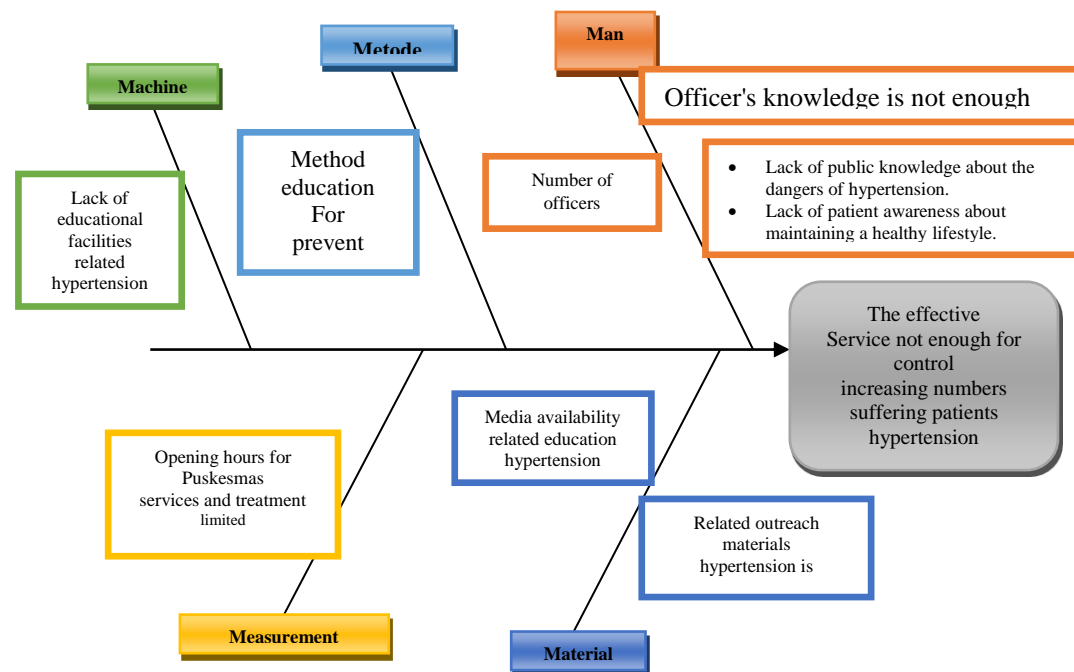 Machine
Metode
Man
Officer's knowledge is not enough
Lack of
educational
facilities
related
hypertension
Method
education
For
prevent
Number of
officers
• Lack of public knowledge about the
dangers of hypertension.
• Lack of patient awareness about
maintaining a healthy lifestyle.
The effective
Service not enough for
control
increasing numbers
suffering patients
hypertension
Opening hours for
Puskesmas
services and treatment
limited
Media availability
related education
hypertension
Related outreach
materials
hypertension is
Measurement
Material